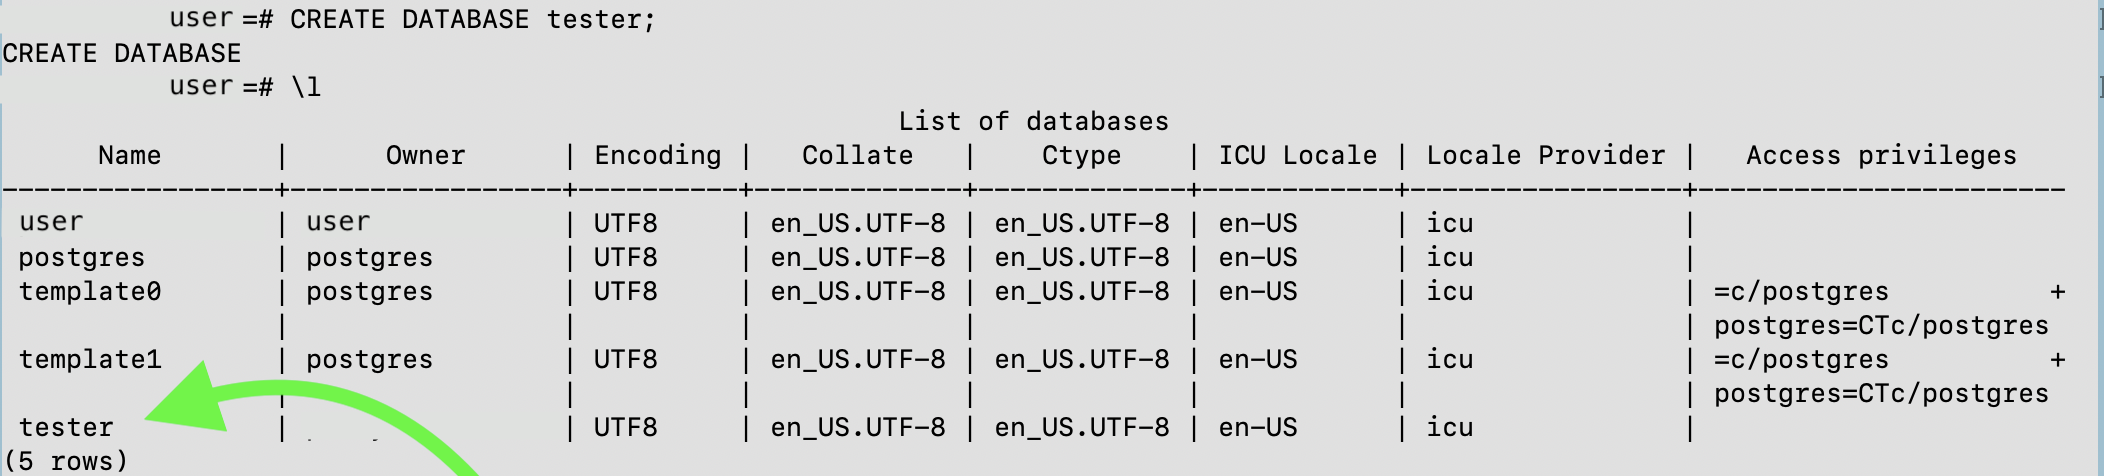 user=# CREATE DATABASE tester;
CREATE DATABASE
user=# \l
List of databases
Name | Owner | Encoding | Collate | Ctype | ICU Locale | Locale Provider | Access privileges
-----------------+-----------------+----------+-------------+-------------+------------+-----------------+-----------------------
user | user | UTF8 | en_US.UTF-8 | en_US.UTF-8 | en-US | icu |
postgres | postgres | UTF8 | en_US.UTF-8 | en_US.UTF-8 | en-US | icu |
template0 | postgres | UTF8 | en_US.UTF-8 | en_US.UTF-8 | en-US | icu | =c/postgres +
| | | | | | | postgres=CTc/postgres
template1 | postgres | UTF8 | en_US.UTF-8 | en_US.UTF-8 | en-US | icu | =c/postgres +
| | | | | | | postgres=CTc/postgres
tester | | UTF8 | en_US.UTF-8 | en_US.UTF-8 | en-US | icu |
(5 rows)